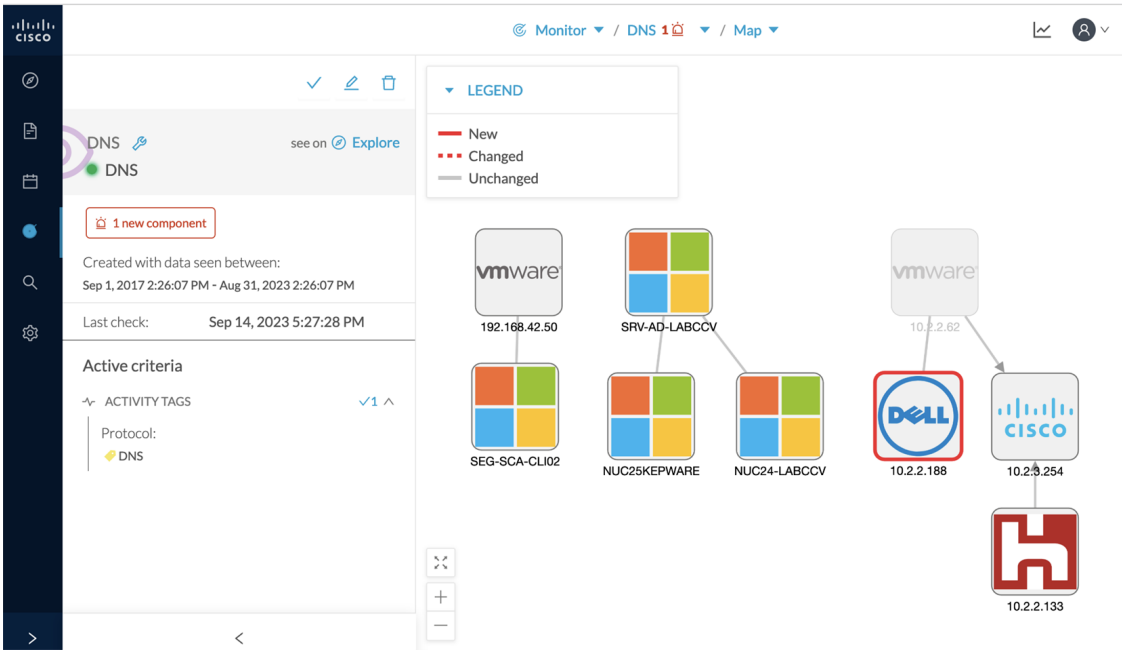 CISCO
Monitor / DNS 1 / Map
DNS
see on Explore
DNS
1 new component
Created with data seen between:
Sep 1, 2017 2:26:07 PM - Aug 31, 2023 2:26:07 PM
Last check: Sep 14, 2023 5:27:28 PM
Active criteria
ACTIVITY TAGS 1
Protocol:
DNS
LEGEND
New
Changed
Unchanged
vmware
192.168.42.50
SRV-AD-LABCCV
vmware
10.2.2.62
SEG-SCA-CLI02
NUC25KEPWARE
NUC24-LABCCV
DELL
10.2.2.188
CISCO
10.2.3.254
h
10.2.2.133